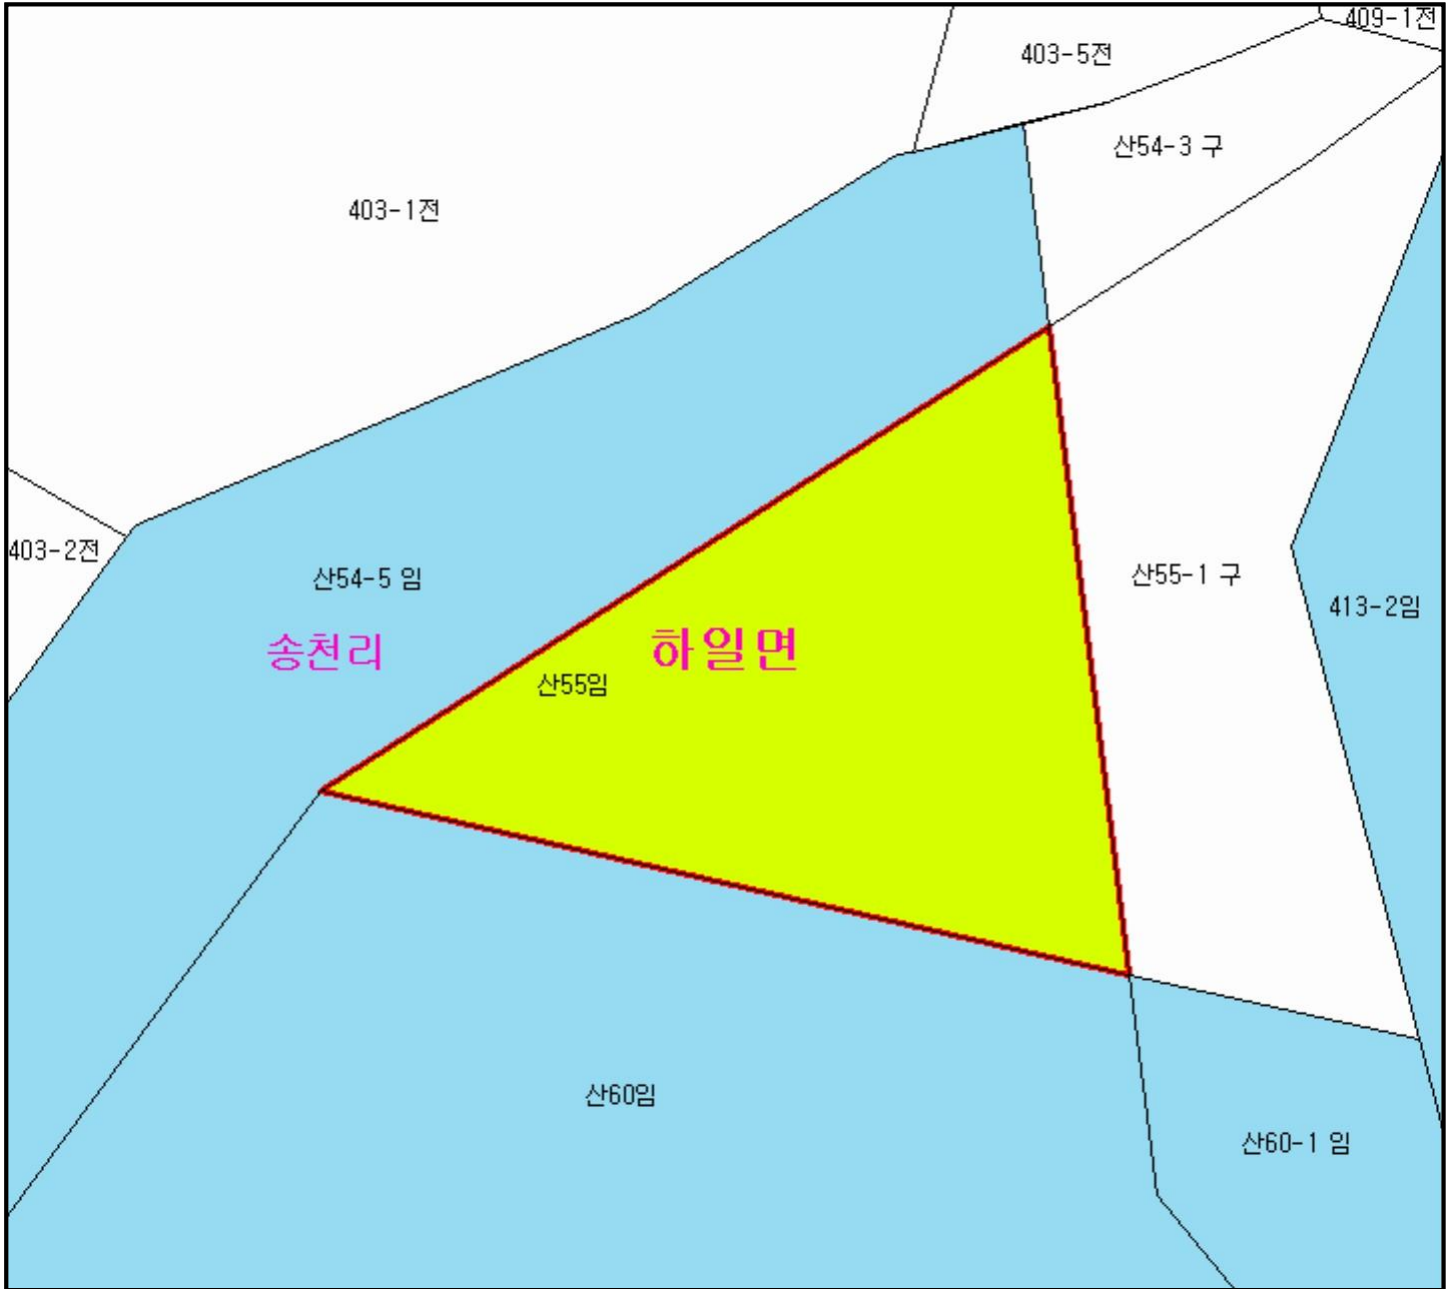 409-1전
403-5전
산54-3 구
403-1전
403-2전
산54-5 임
산55-1 구
413-2임
송천리
하일면
산55임
산60임
산60-1 임